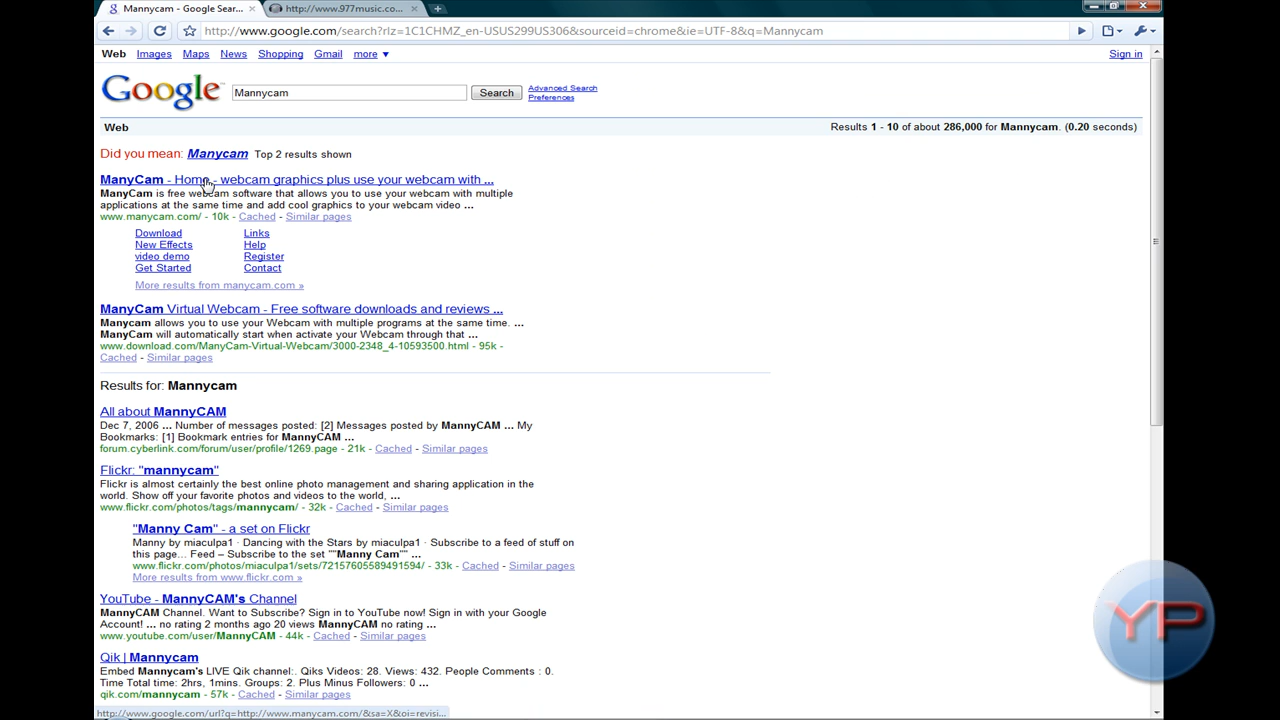 Mannycam - Google Sear...
http://www.977music.co...
http://www.google.com/search?rlz=1C1CHMZ_en-USUS299US306&sourceid=chrome&ie=UTF-8&q=Mannycam
Web Images Maps News Shopping Gmail more ▼ Sign in
Google Mannycam Search Advanced Search
Preferences
Web Results 1 - 10 of about 286,000 for Mannycam. (0.20 seconds)
Did you mean: Manycam Top 2 results shown
ManyCam - Home - webcam graphics plus use your webcam with ...
ManyCam is free webcam software that allows you to use your webcam with multiple
applications at the same time and add cool graphics to your webcam video ...
www.manycam.com/ - 10k - Cached - Similar pages
Download Links
New Effects Help
video demo Register
Get Started Contact
More results from manycam.com »
ManyCam Virtual Webcam - Free software downloads and reviews ...
Manycam allows you to use your Webcam with multiple programs at the same time. ...
ManyCam will automatically start when activate your Webcam through that ...
www.download.com/ManyCam-Virtual-Webcam/3000-2348_4-10593500.html - 95k -
Cached - Similar pages
Results for: Mannycam
All about MannyCAM
Dec 7, 2006 ... Number of messages posted: [2] Messages posted by MannyCAM ... My
Bookmarks: [1] Bookmark entries for MannyCAM ...
forum.cyberlink.com/forum/user/profile/1269.page - 21k - Cached - Similar pages
Flickr: "mannycam"
Flickr is almost certainly the best online photo management and sharing application in the
world. Show off your favorite photos and videos to the world, ...
www.flickr.com/photos/tags/mannycam/ - 32k - Cached - Similar pages
"Manny Cam" - a set on Flickr
Manny by miaculpa1 · Dancing with the Stars by miaculpa1 · Subscribe to a feed of stuff on
this page... Feed – Subscribe to the set ""Manny Cam"" ...
www.flickr.com/photos/miaculpa1/sets/72157605589491594/ - 33k - Cached - Similar pages
More results from www.flickr.com »
YouTube - MannyCAM's Channel
MannyCAM Channel. Want to Subscribe? Sign in to YouTube now! Sign in with your Google
Account! ... no rating 2 months ago 20 views MannyCAM no rating ...
www.youtube.com/user/MannyCAM - 44k - Cached - Similar pages
Qik | Mannycam
Embed Mannycam's LIVE Qik channel:. Qiks Videos: 28. Views: 432. People Comments : 0.
Time Total time: 2hrs, 1mins. Groups: 2. Plus Minus Followers: 0 ...
qik.com/mannycam - 57k - Cached - Similar pages
http://www.google.com/url?q=http://www.manycam.com/&sa=X&oi=revisi...
YP